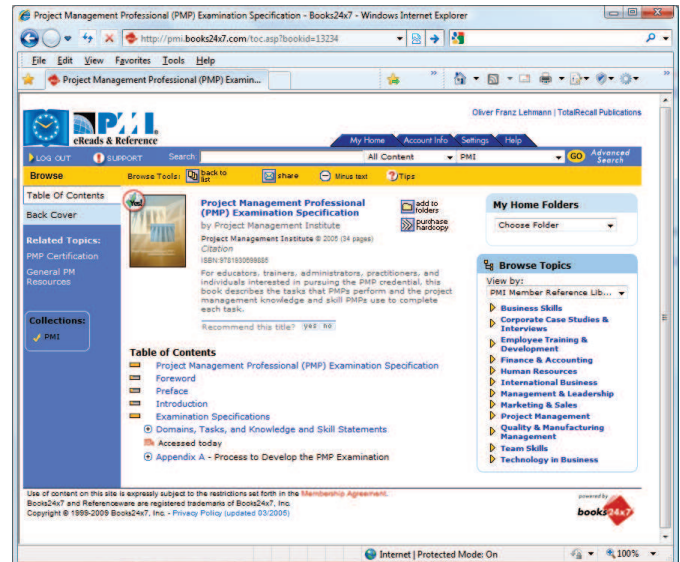 Project Management Professional (PMP) Examination Specification - Books24x7 - Windows Internet Explorer
http://pmi.books24x7.com/toc.asp?bookid=13234
File Edit View Favorites Tools Help
Project Management Professional (PMP) Examin...
Oliver Franz Lehmann | TotalRecall Publications
PMI.
eReads & Reference
My Home Account Info Settings Help
LOG OUT SUPPORT Search All Content PMI GO Advanced Search
Browse Browse Tools: back to list share Minus text Tips
Table Of Contents
Back Cover
Related Topics:
PMP Certification
General PM Resources
Collections:
PMI
Yes!
Project Management Professional (PMP) Examination Specification
by Project Management Institute
Project Management Institute © 2005 (34 pages)
Citation
ISBN:9781930699885
For educators, trainers, administrators, practitioners, and
individuals interested in pursuing the PMP credential, this
book describes the tasks that PMPs perform and the project
management knowledge and skill PMPs use to complete
each task.
Recommend this title? yes no
add to folders
purchase hardcopy
Table of Contents
Project Management Professional (PMP) Examination Specification
Foreword
Preface
Introduction
Examination Specifications
Domains, Tasks, and Knowledge and Skill Statements
Accessed today
Appendix A - Process to Develop the PMP Examination
My Home Folders
Choose Folder
Browse Topics
View by:
PMI Member Reference Lib...
Business Skills
Corporate Case Studies &
Interviews
Employee Training &
Development
Finance & Accounting
Human Resources
International Business
Management & Leadership
Marketing & Sales
Project Management
Quality & Manufacturing
Management
Team Skills
Technology in Business
Use of content on this site is expressly subject to the restrictions set forth in the Membership Agreement.
Books24x7 and Referenceware are registered trademarks of Books24x7, Inc.
Copyright © 1999-2009 Books24x7, Inc. - Privacy Policy (updated 03/2005)
powered by
books24x7
Internet | Protected Mode: On 100%